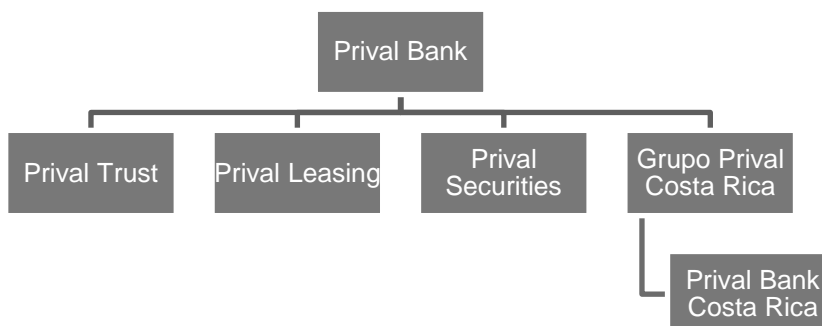 Prival Bank
Prival Trust
Prival Leasing
Prival
Securities
Grupo Prival
Costa Rica
Prival Bank
Costa Rica